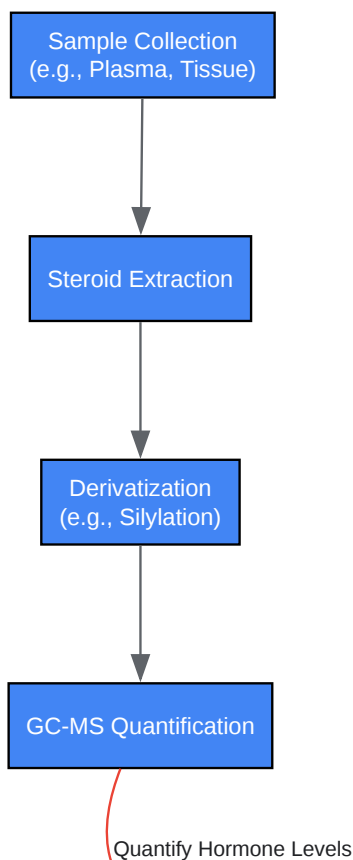 Sample Collection
(e.g., Plasma, Tissue)
Steroid Extraction
Derivatization
(e.g., Silylation)
GC-MS Quantification
Quantify Hormone Levels